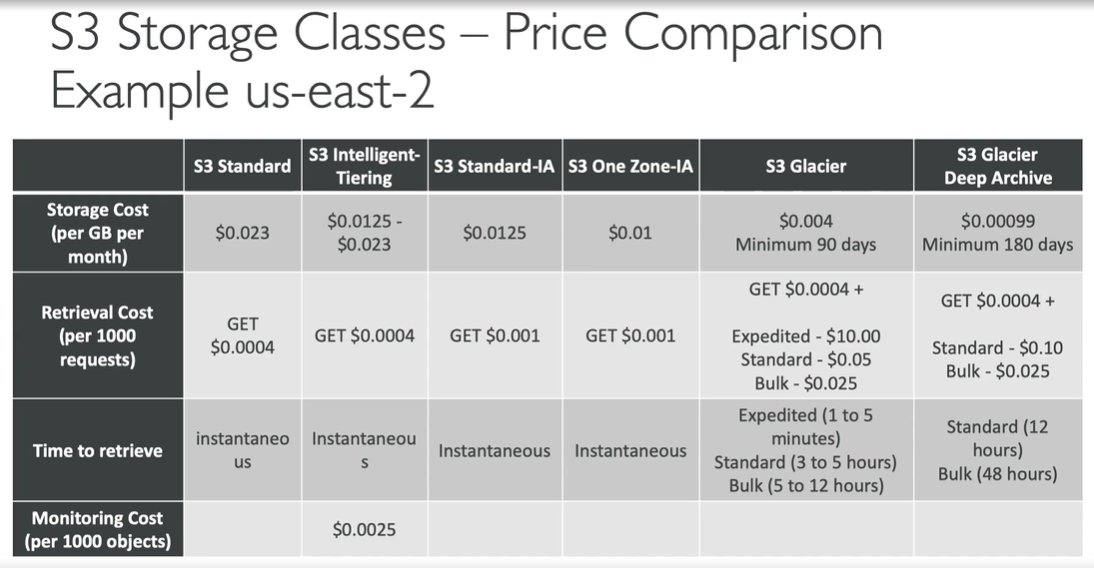 S3 Storage Classes – Price Comparison
Example us-east-2
S3 Standard
S3 Intelligent-
Tiering
S3 Standard-IA
S3 One Zone-IA
S3 Glacier
S3 Glacier
Deep Archive
Storage Cost
(per GB per
month)
$0.023
$0.0125 -
$0.023
$0.0125
$0.01
$0.004
Minimum 90 days
$0.00099
Minimum 180 days
Retrieval Cost
(per 1000
requests)
GET
$0.0004
GET $0.0004
GET $0.001
GET $0.001
GET $0.0004 +
Expedited - $10.00
Standard - $0.05
Bulk - $0.025
GET $0.0004 +
Standard - $0.10
Bulk - $0.025
Time to retrieve
instantaneo
us
Instantaneou
s
Instantaneous
Instantaneous
Expedited (1 to 5
minutes)
Standard (3 to 5 hours)
Bulk (5 to 12 hours)
Standard (12
hours)
Bulk (48 hours)
Monitoring Cost
(per 1000 objects)
$0.0025